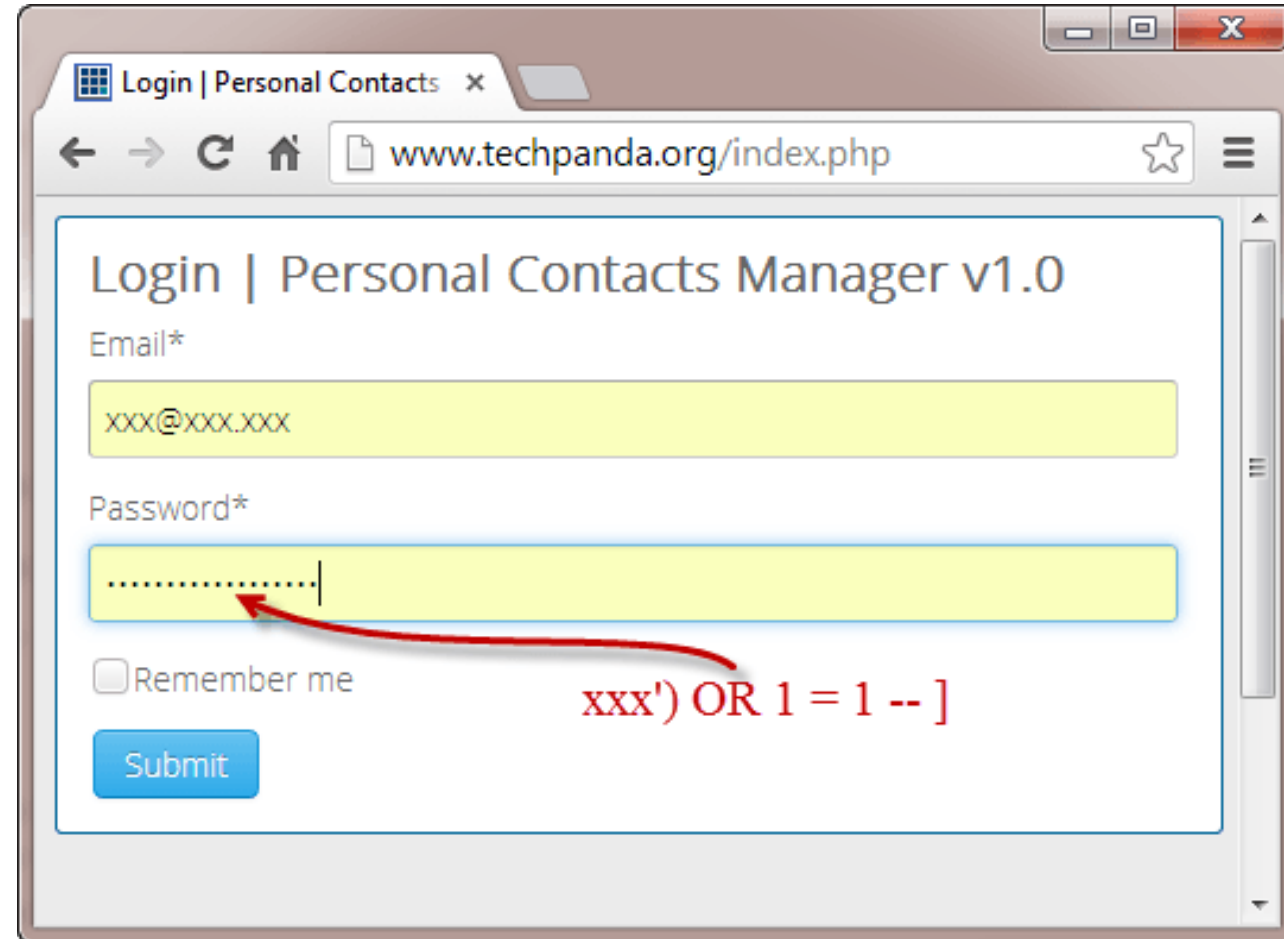 Login | Personal Contacts
www.techpanda.org/index.php
Login | Personal Contacts Manager v1.0
Email*
xxx@xxx.xxx
Password*
..................
Remember me
xxx') OR 1 = 1 -- ]
Submit